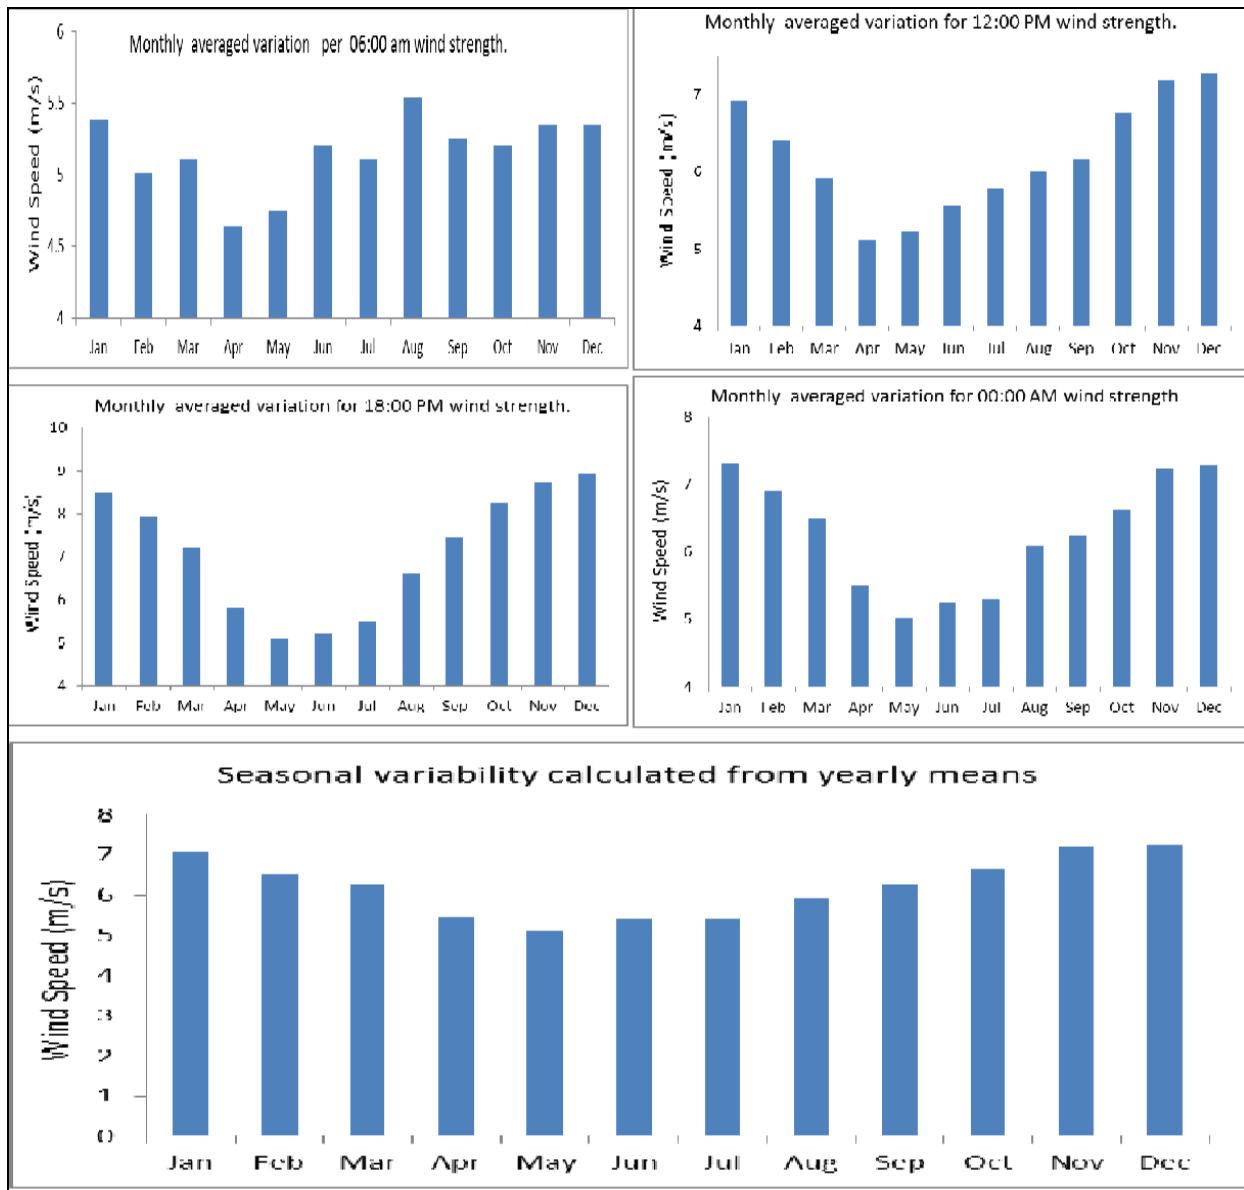 Monthly averaged variation per 06:00 am wind strength.
Wind Speed (m/s)
6
5.5
5
4.5
4
Jan Feb Mar Apr May Jun Jul Aug Sep Oct Nov Dec
Monthly averaged variation for 12:00 PM wind strength.
Wind Speed (m/s)
7
6
5
4
Jan Feb Mar Apr May Jun Jul Aug Sep Oct Nov Dec
Monthly averaged variation for 18:00 PM wind strength.
Wind Speed (m/s)
10
9
8
7
6
5
4
Jan Feb Mar Apr May Jun Jul Aug Sep Oct Nov Dec
Monthly averaged variation for 00:00 AM wind strength
Wind Speed (m/s)
8
7
6
5
4
Jan Feb Mar Apr May Jun Jul Aug Sep Oct Nov Dec
Seasonal variability calculated from yearly means
Wind Speed (m/s)
8
7
6
5
4
3
2
1
0
Jan Feb Mar Apr May Jun Jul Aug Sep Oct Nov Dec